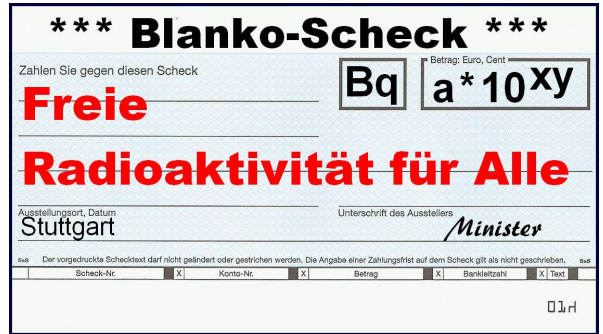 *** Blanko-Scheck ***
Zahlen Sie gegen diesen Scheck
Betrag: Euro, Cent
Bq a*10xy
Freie
Radioaktivität für Alle
Ausstellungsort, Datum
Unterschrift des Ausstellers
Stuttgart
Minister
Der vorgedruckte Schecktext darf nicht geändert oder gestrichen werden. Die Angabe einer Zahlungsfrist auf dem Scheck gilt als nicht geschrieben.
Scheck-Nr. X Konto-Nr. X Betrag X Bankleitzahl X Text
01H